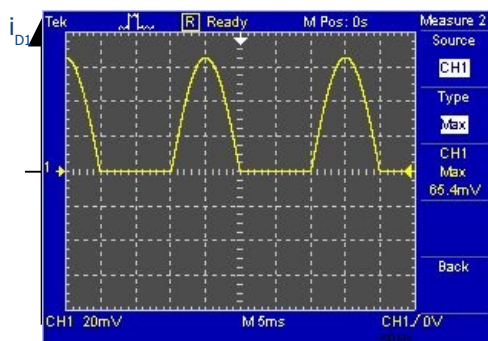 i_D1
Tek R Ready M Pos: 0s Measure 2
Source
CH1
Type
Max
CH1
Max
65.4mV
Back
1
CH1 20mV M 5ms CH1 / 0V